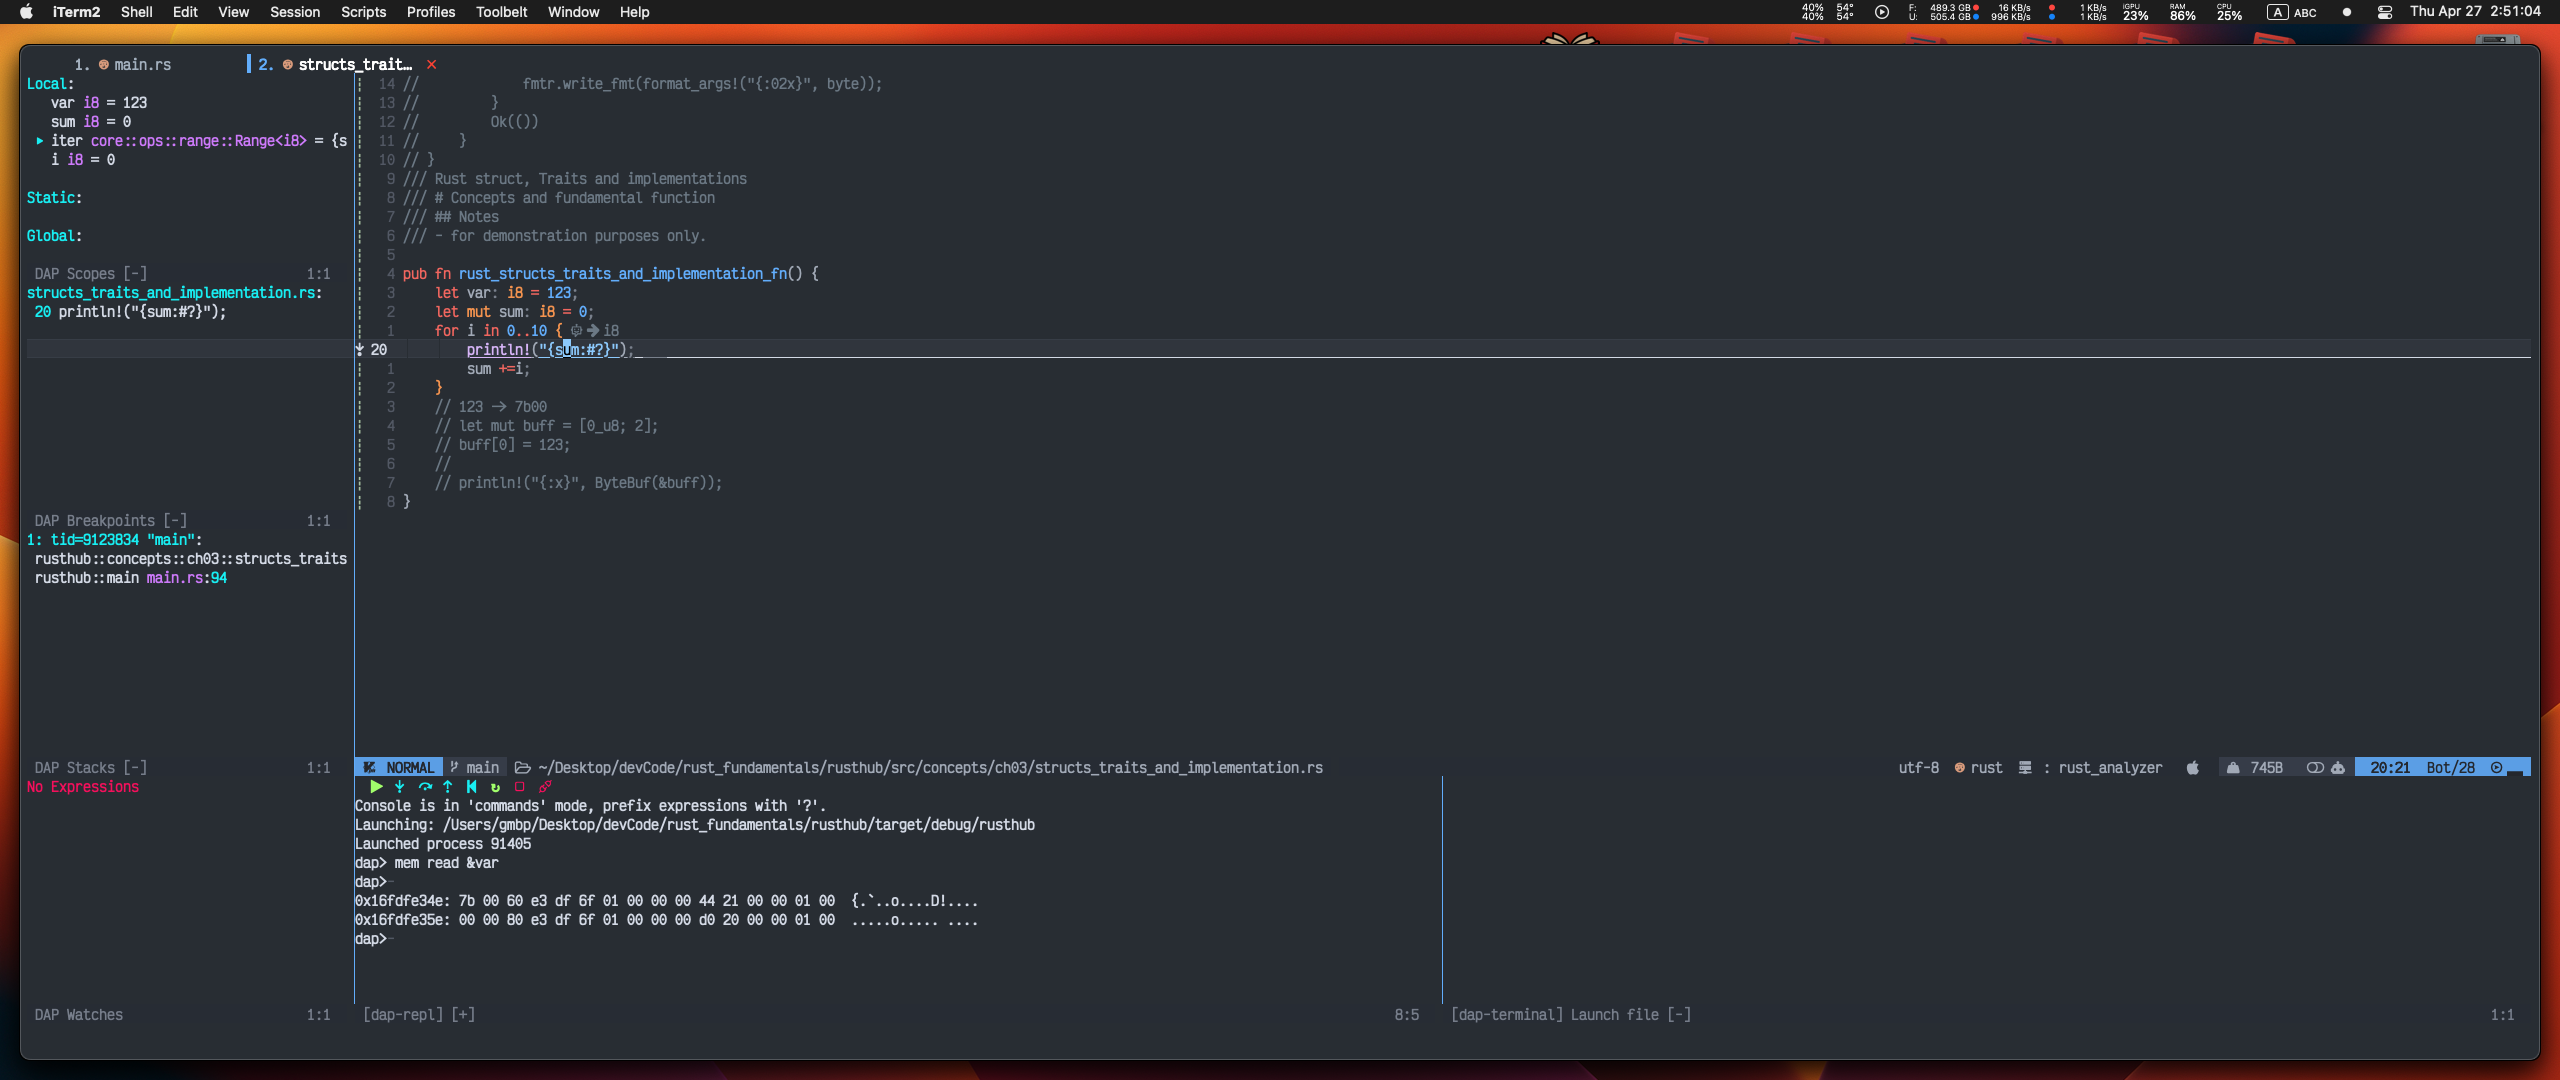 iTerm2 Shell Edit View Session Scripts Profiles Toolbelt Window Help
40% 54° F: 489.3 GB 16 KB/s 1 KB/s iGPU RAM CPU A ABC Thu Apr 27 2:51:04
40% 54° U: 505.4 GB 996 KB/s 1 KB/s 23% 86% 25%
1. main.rs 2. structs_trait…
Local:
var i8 = 123
sum i8 = 0
iter core::ops::range::Range<i8> = {s
i i8 = 0
Static:
Global:
DAP Scopes [-] 1:1
structs_traits_and_implementation.rs:
20 println!("{sum:#?}");
DAP Breakpoints [-] 1:1
1: tid=9123834 "main":
rusthub::concepts::ch03::structs_traits
rusthub::main main.rs:94
DAP Stacks [-] 1:1
No Expressions
DAP Watches 1:1
14 // fmtr.write_fmt(format_args!("{:02x}", byte));
13 // }
12 // Ok(())
11 // }
10 // }
9 /// Rust struct, Traits and implementations
8 /// # Concepts and fundamental function
7 /// ## Notes
6 /// - for demonstration purposes only.
5
4 pub fn rust_structs_traits_and_implementation_fn() {
3 let var: i8 = 123;
2 let mut sum: i8 = 0;
1 for i in 0..10 { → i8
20 println!("{sum:#?}");
1 sum +=i;
2 }
3 // 123 → 7b00
4 // let mut buff = [0_u8; 2];
5 // buff[0] = 123;
6 //
7 // println!("{:x}", ByteBuf(&buff));
8 }
NORMAL main ~/Desktop/devCode/rust_fundamentals/rusthub/src/concepts/ch03/structs_traits_and_implementation.rs utf-8 rust : rust_analyzer 745B 20:21 Bot/28
Console is in 'commands' mode, prefix expressions with '?'.
Launching: /Users/gmbp/Desktop/devCode/rust_fundamentals/rusthub/target/debug/rusthub
Launched process 91405
dap> mem read &var
dap>
0x16fdfe34e: 7b 00 60 e3 df 6f 01 00 00 00 44 21 00 00 01 00 {.`..o....D!....
0x16fdfe35e: 00 00 80 e3 df 6f 01 00 00 00 d0 20 00 00 01 00 .....o..... ....
dap>
[dap-repl] [+] 8:5
[dap-terminal] Launch file [-] 1:1